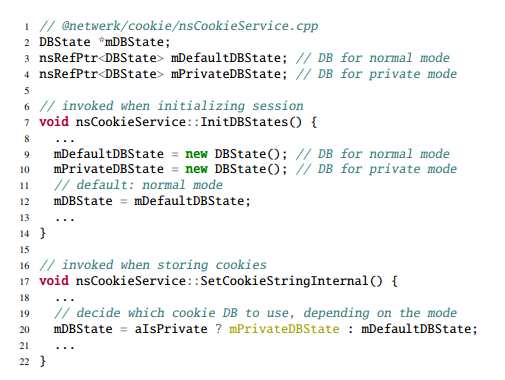 1 // @netwerk/cookie/nsCookieService.cpp
2 DBState *mDBState;
3 nsRefPtr<DBState> mDefaultDBState; // DB for normal mode
4 nsRefPtr<DBState> mPrivateDBState; // DB for private mode
5
6 // invoked when initializing session
7 void nsCookieService::InitDBStates() {
8   ...
9   mDefaultDBState = new DBState(); // DB for normal mode
10   mPrivateDBState = new DBState(); // DB for private mode
11   // default: normal mode
12   mDBState = mDefaultDBState;
13   ...
14 }
15
16 // invoked when storing cookies
17 void nsCookieService::SetCookieStringInternal() {
18   ...
19   // decide which cookie DB to use, depending on the mode
20   mDBState = aIsPrivate ? mPrivateDBState : mDefaultDBState;
21   ...
22 }